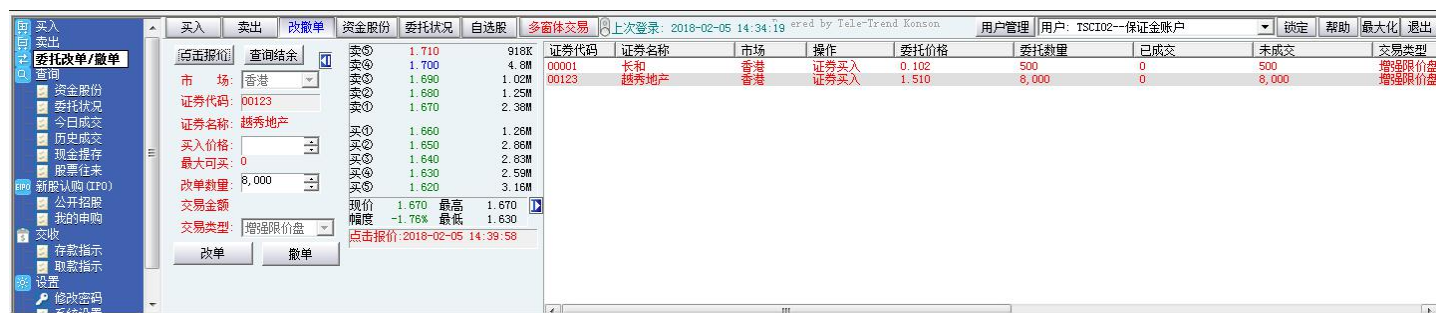 买入 卖出 改撤单 资金股份 委托状况 自选股 多窗体交易 上次登录: 2018-02-05 14:34:19 ered by Tele-Trend Konson 用户管理 用户: TSCI02--保证金账户 锁定 帮助 最大化 退出
买入
卖出
委托改单/撤单
查询
资金股份
委托状况
今日成交
历史成交
现金提存
股票往来
新股认购(IPO)
公开招股
我的申购
交收
存款指示
取款指示
设置
修改密码
点击报价 查询结余
市 场: 香港
证券代码: 00123
证券名称: 越秀地产
买入价格:
最大可买: 0
改单数量: 8,000
交易金额
交易类型: 增强限价盘
改单 撤单
卖⑤ 1.710 918K
卖④ 1.700 4.8M
卖③ 1.690 1.02M
卖② 1.680 1.25M
卖① 1.670 2.38M
买① 1.660 1.26M
买② 1.650 2.86M
买③ 1.640 2.83M
买④ 1.630 2.59M
买⑤ 1.620 3.16M
现价 1.670 最高 1.670
幅度 -1.76% 最低 1.630
点击报价:2018-02-05 14:39:58
证券代码 证券名称 市场 操作 委托价格 委托数量 已成交 未成交 交易类型
00001 长和 香港 证券买入 0.102 500 0 500 增强限价盘
00123 越秀地产 香港 证券买入 1.510 8,000 0 8,000 增强限价盘